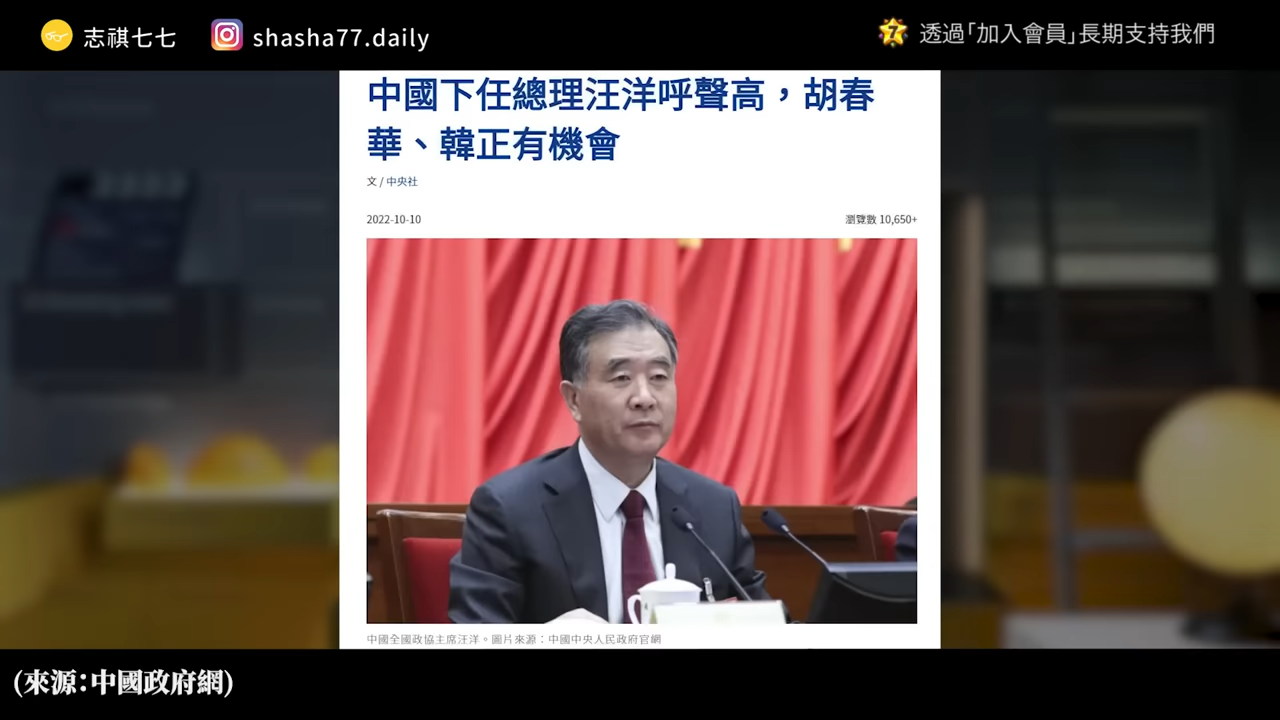 志祺七七
shasha77.daily
透過「加入會員」長期支持我們
中國下任總理汪洋呼聲高，胡春
華、韓正有機會
文 / 中央社
2022-10-10
瀏覽數 10,650+
中國全國政協主席汪洋。圖片來源：中國中央人民政府官網
(來源:中國政府網)